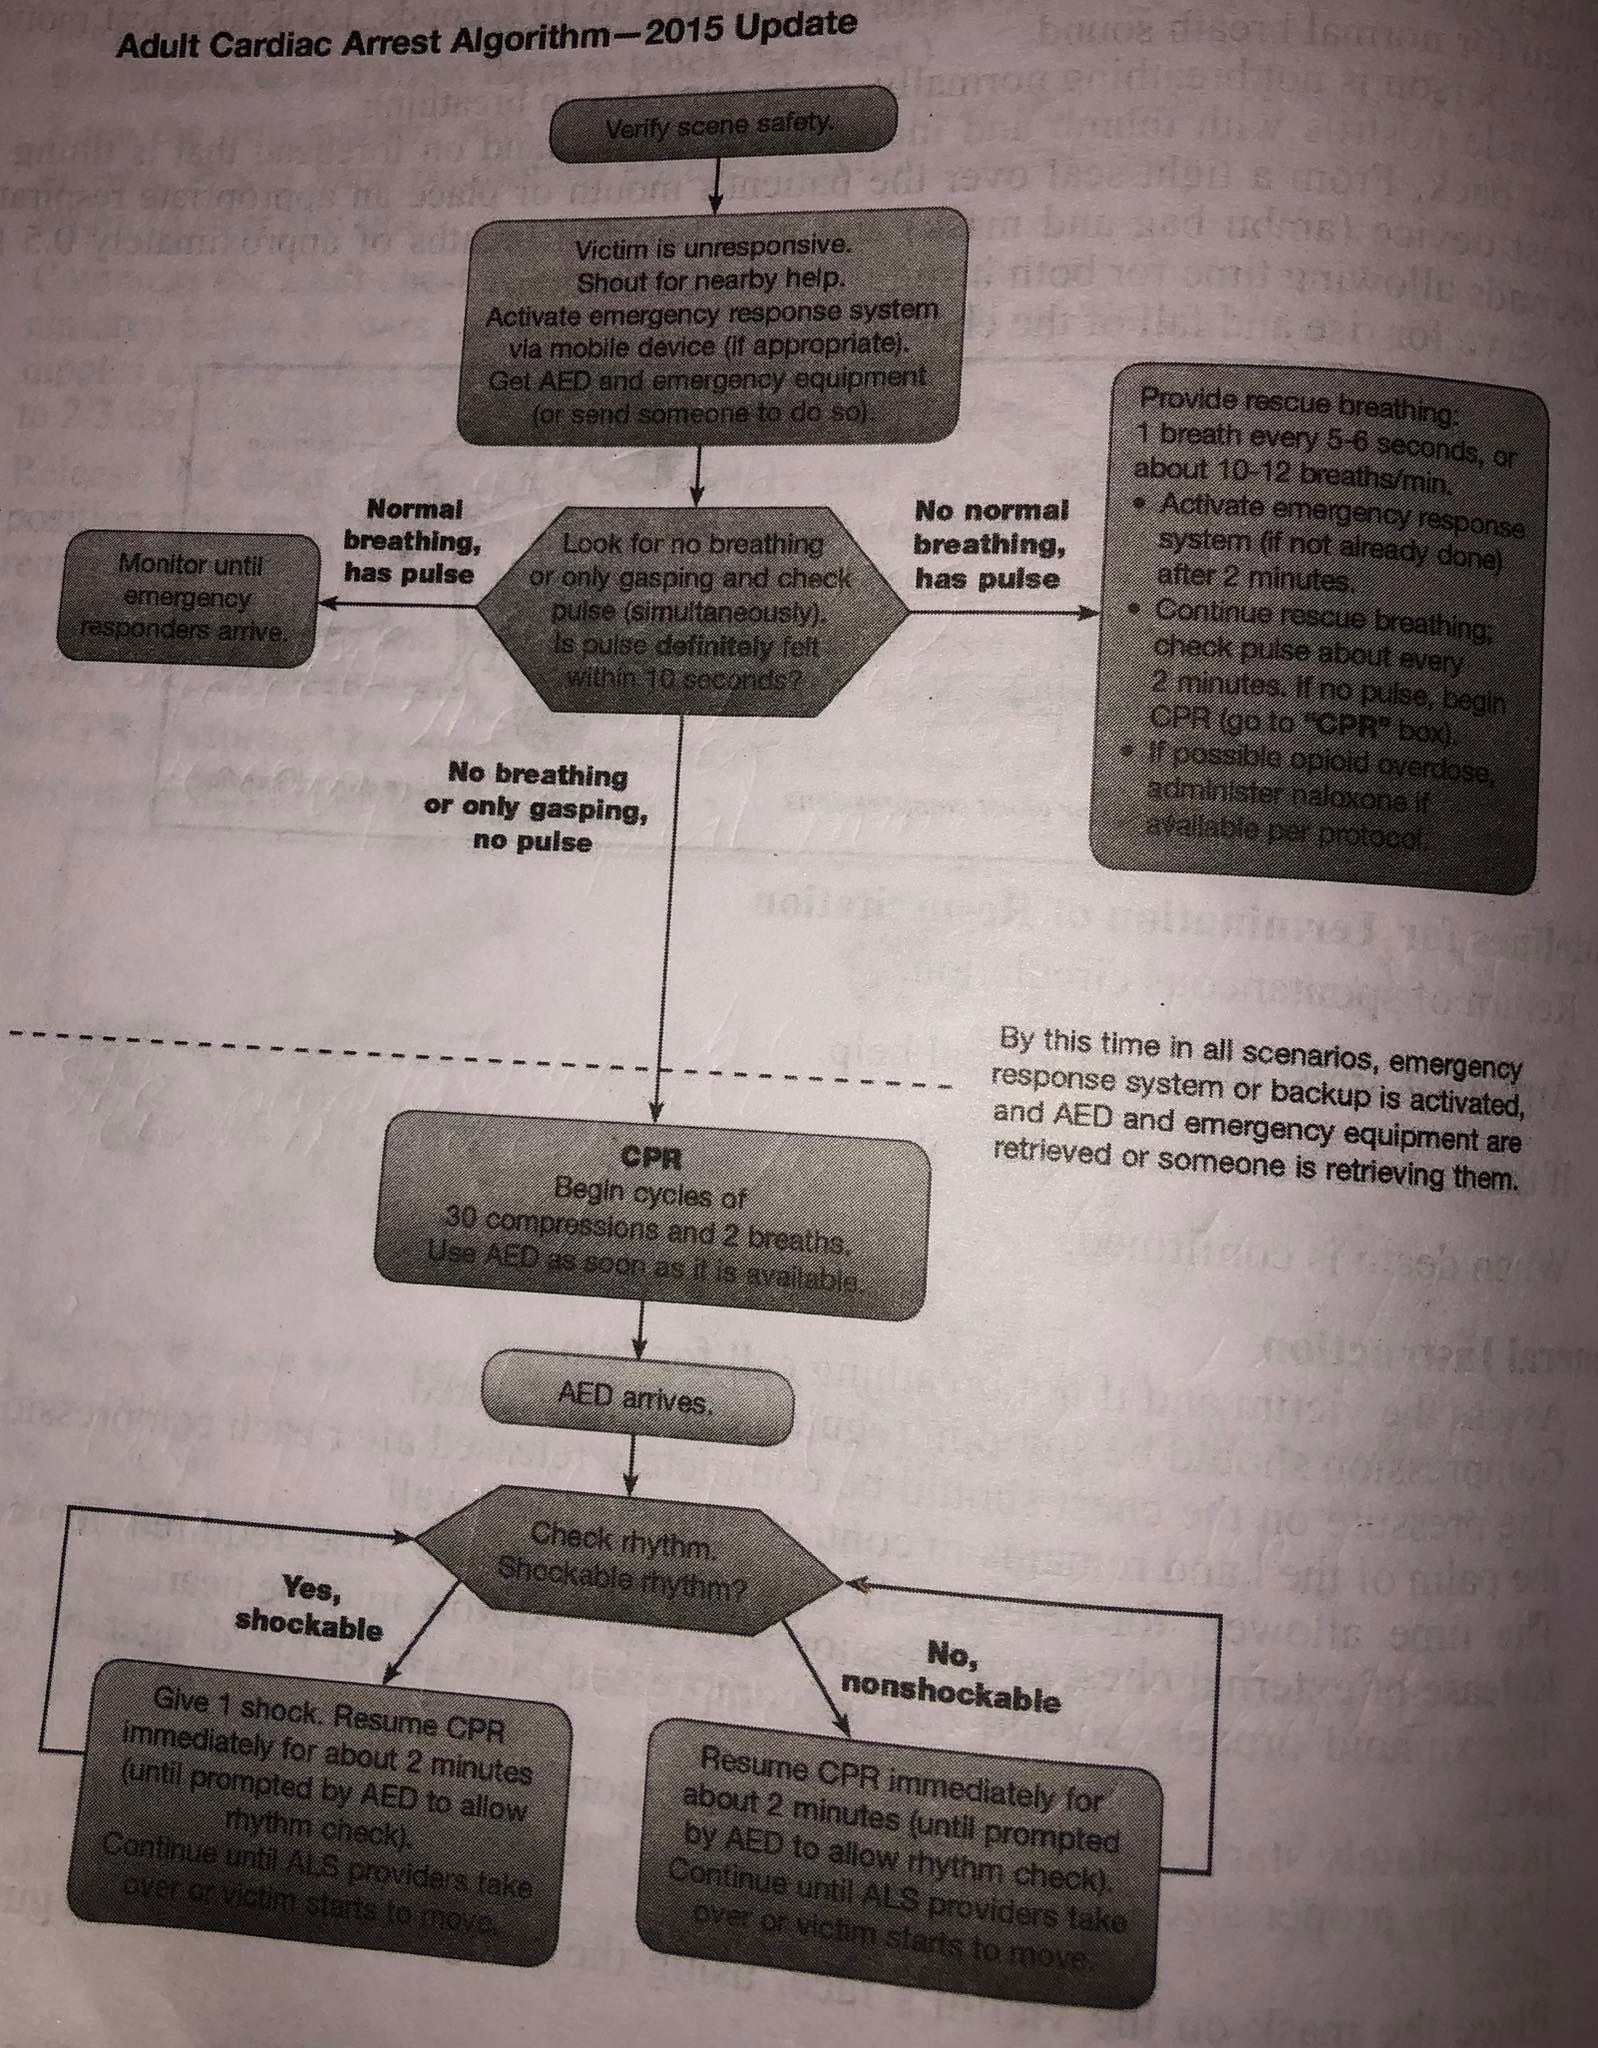 Adult Cardiac Arrest Algorithm—2015 Update
Verify scene safety.
Victim is unresponsive.
Shout for nearby help.
Activate emergency response system
via mobile device (if appropriate).
Get AED and emergency equipment
(or send someone to do so).
Normal
breathing,
has pulse
Monitor until
emergency
responders arrive.
Look for no breathing
or only gasping and check
pulse (simultaneously).
Is pulse definitely felt
within 10 seconds?
No normal
breathing,
has pulse
Provide rescue breathing:
1 breath every 5-6 seconds, or
about 10-12 breaths/min.
• Activate emergency response
system (if not already done)
after 2 minutes.
• Continue rescue breathing;
check pulse about every
2 minutes. If no pulse, begin
CPR (go to "CPR" box).
• If possible opioid overdose,
administer naloxone if
available per protocol.
No breathing
or only gasping,
no pulse
By this time in all scenarios, emergency
response system or backup is activated,
and AED and emergency equipment are
retrieved or someone is retrieving them.
CPR
Begin cycles of
30 compressions and 2 breaths.
Use AED as soon as it is available.
AED arrives.
Check rhythm.
Shockable rhythm?
Yes,
shockable
No,
nonshockable
Give 1 shock. Resume CPR
immediately for about 2 minutes
(until prompted by AED to allow
rhythm check).
Continue until ALS providers take
over or victim starts to move.
Resume CPR immediately for
about 2 minutes (until prompted
by AED to allow rhythm check).
Continue until ALS providers take
over or victim starts to move.